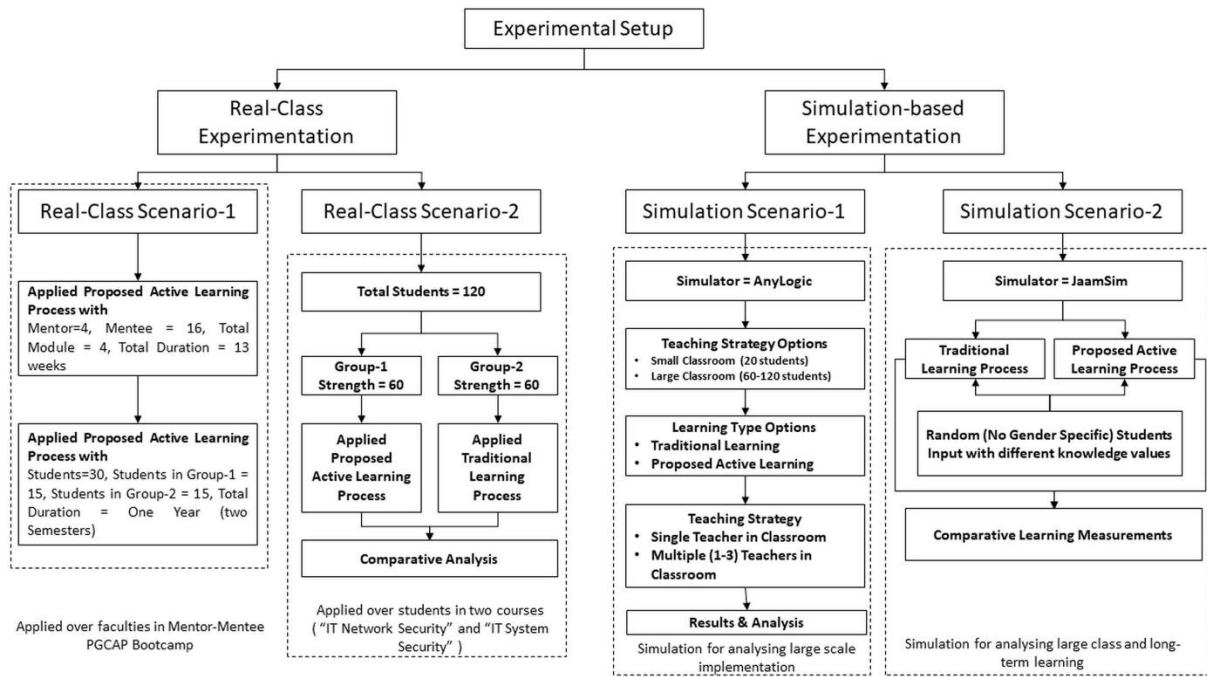 Experimental Setup
Real-Class
Experimentation
Simulation-based
Experimentation
Real-Class Scenario-1
Applied Proposed Active Learning
Process with
Mentor=4, Mentee = 16, Total
Module = 4, Total Duration = 13
weeks
Applied Proposed Active Learning
Process with
Students=30, Students in Group-1 =
15, Students in Group-2 = 15, Total
Duration = One Year (two
Semesters)
Applied over faculties in Mentor-Mentee
PGCAP Bootcamp
Real-Class Scenario-2
Total Students = 120
Group-1
Strength = 60
Group-2
Strength = 60
Applied
Proposed
Active Learning
Process
Applied
Traditional
Learning
Process
Comparative Analysis
Applied over students in two courses
( “IT Network Security” and “IT System
Security” )
Simulation Scenario-1
Simulator = AnyLogic
Teaching Strategy Options
• Small Classroom (20 students)
• Large Classroom (60-120 students)
Learning Type Options
• Traditional Learning
• Proposed Active Learning
Teaching Strategy
• Single Teacher in Classroom
• Multiple (1-3) Teachers in
Classroom
Results & Analysis
Simulation for analysing large scale
implementation
Simulation Scenario-2
Simulator = JaamSim
Traditional
Learning Process
Proposed Active
Learning Process
Random (No Gender Specific) Students
Input with different knowledge values
Comparative Learning Measurements
Simulation for analysing large class and long-
term learning